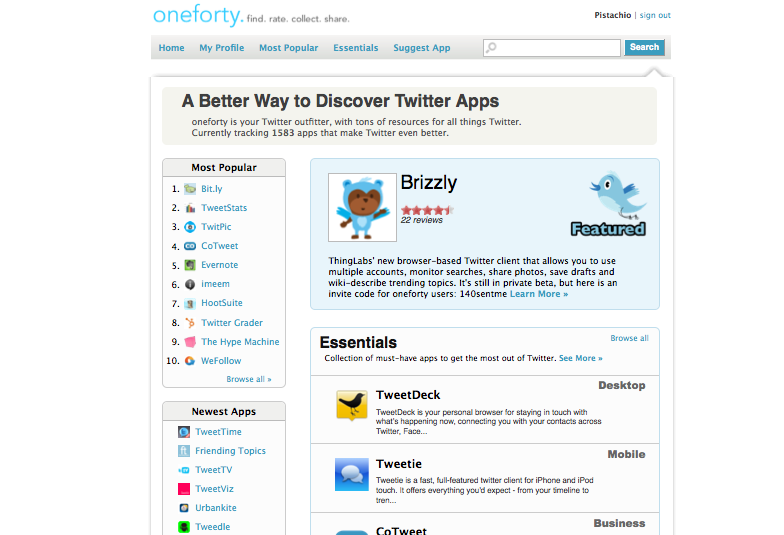 oneforty. find. rate. collect. share.
Pistachio | sign out
Home My Profile Most Popular Essentials Suggest App Search
A Better Way to Discover Twitter Apps
oneforty is your Twitter outfitter, with tons of resources for all things Twitter.
Currently tracking 1583 apps that make Twitter even better.
Most Popular
1. Bit.ly
2. TweetStats
3. TwitPic
4. CoTweet
5. Evernote
6. imeem
7. HootSuite
8. Twitter Grader
9. The Hype Machine
10. WeFollow
Browse all »
Newest Apps
TweetTime
Friending Topics
TweetTV
TweetViz
Urbankite
Tweedle
Brizzly
22 reviews
Featured
ThingLabs' new browser-based Twitter client that allows you to use
multiple accounts, monitor searches, share photos, save drafts and
wiki-describe trending topics. It's still in private beta, but here is an
invite code for oneforty users: 140sentme Learn More »
Essentials
Browse all
Collection of must-have apps to get the most out of Twitter. See More »
Desktop
TweetDeck
TweetDeck is your personal browser for staying in touch with
what's happening now, connecting you with your contacts across
Twitter, Face...
Mobile
Tweetie
Tweetie is a fast, full-featured twitter client for iPhone and iPod
touch. It offers everything you'd expect - from your timeline to
tren...
Business
CoTweet